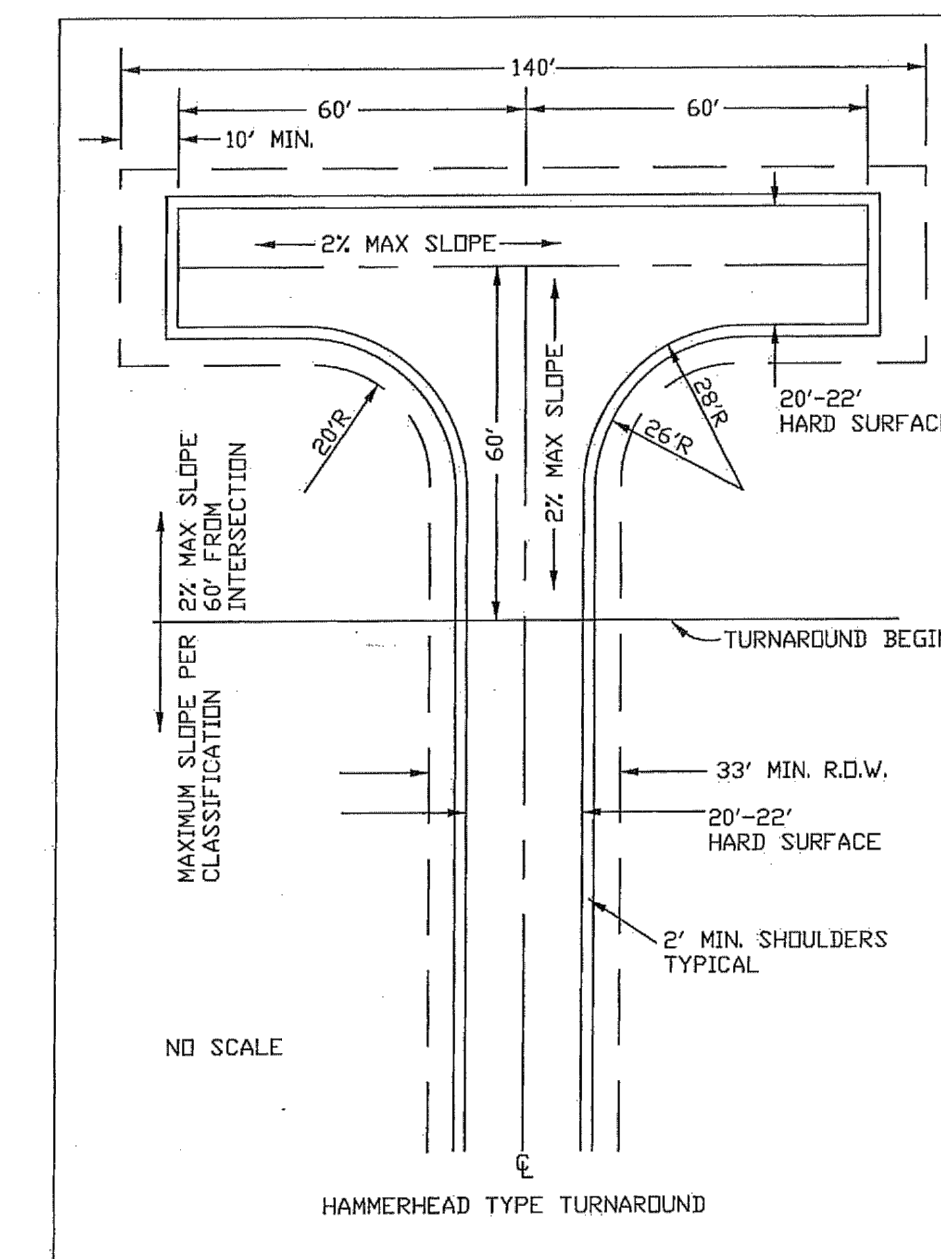 140'
60'
60'
10' MIN.
2% MAX SLOPE
60'
2% MAX SLOPE
20'R
28'R
26'R
20'-22'
HARD SURFAC
2% MAX SLOPE
60' FROM
INTERSECTION
TURNAROUND BEGIN
MAXIMUM SLOPE PER
CLASSIFICATION
33' MIN. R.O.W.
20'-22'
HARD SURFACE
2' MIN. SHOULDERS
TYPICAL
NO SCALE
℄
HAMMERHEAD TYPE TURNAROUND